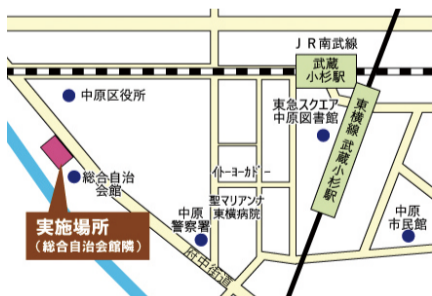 JR南武線
武蔵
小杉駅
中原区役所
東急スクエア
中原図書館
東横線 武蔵小杉駅
総合自治
会館
イトーヨーカドー
聖マリアンナ
東横病院
実施場所
(総合自治会館隣)
中原
警察署
中原
市民館
府中街道